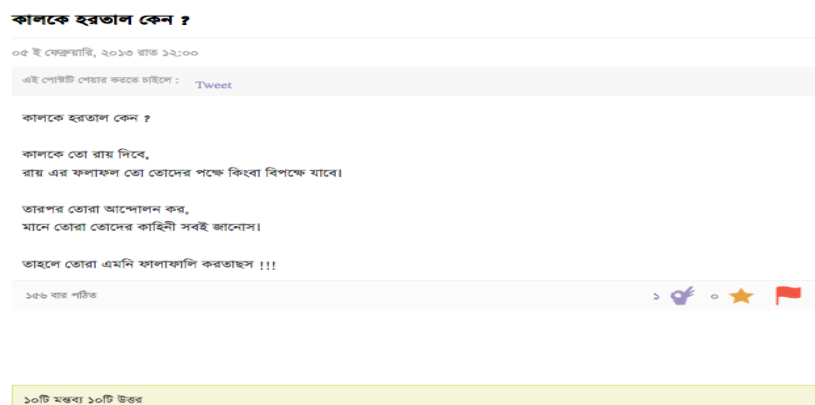 কালকে হরতাল কেন ?
০৫ ই ফেব্রুয়ারি, ২০১৩ রাত ১২:০০
এই পোস্টটি শেয়ার করতে চাইলে : Tweet
কালকে হরতাল কেন ?
কালকে তো রায় দিবে,
রায় এর ফলাফল তো তোদের পক্ষে কিংবা বিপক্ষে যাবে।
তারপর তোরা আন্দোলন কর,
মানে তোরা তোদের কাহিনী সবই জানোস।
তাহলে তোরা এমনি ফালাফালি করতাছস !!!
১৫৬ বার পঠিত ১ ০
১০টি মন্তব্য ১০টি উত্তর